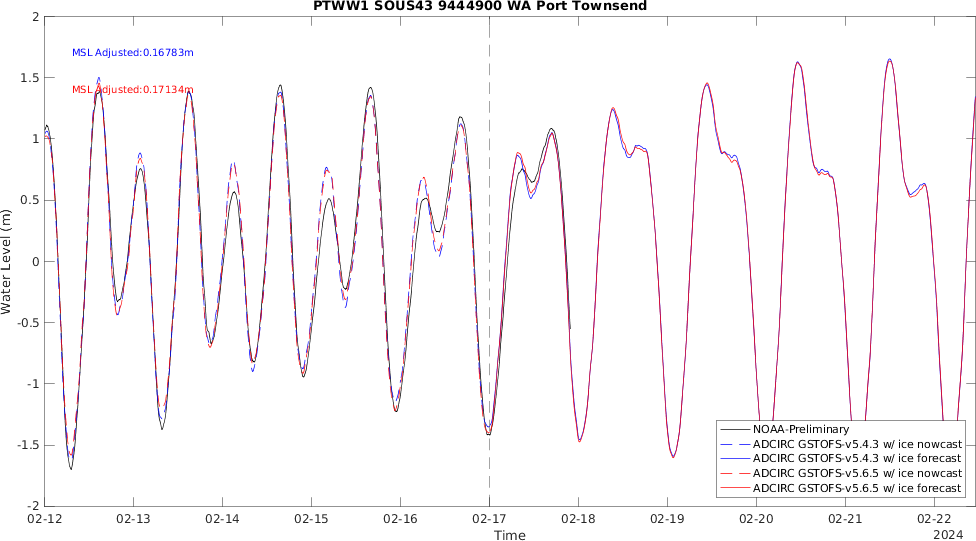 PTWW1 SOUS43 9444900 WA Port Townsend
2
1.5
1
0.5
0
-0.5
-1
-1.5
-2
Water Level (m)
MSL Adjusted:0.16783m
MSL Adjusted:0.17134m
NOAA-Preliminary
ADCIRC GSTOFS-v5.4.3 w/ ice nowcast
ADCIRC GSTOFS-v5.4.3 w/ ice forecast
ADCIRC GSTOFS-v5.6.5 w/ ice nowcast
ADCIRC GSTOFS-v5.6.5 w/ ice forecast
02-12 02-13 02-14 02-15 02-16 02-17 02-18 02-19 02-20 02-21 02-22
Time 2024